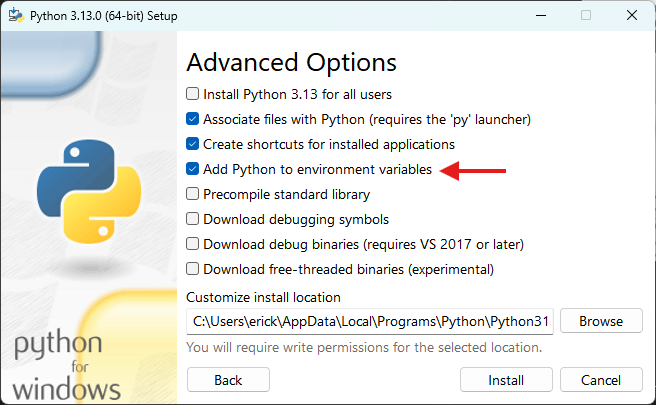 Python 3.13.0 (64-bit) Setup
Advanced Options
Install Python 3.13 for all users
Associate files with Python (requires the 'py' launcher)
Create shortcuts for installed applications
Add Python to environment variables
Precompile standard library
Download debugging symbols
Download debug binaries (requires VS 2017 or later)
Download free-threaded binaries (experimental)
Customize install location
C:\Users\erick\AppData\Local\Programs\Python\Python31
Browse
You will require write permissions for the selected location.
python
for
windows
Back
Install
Cancel